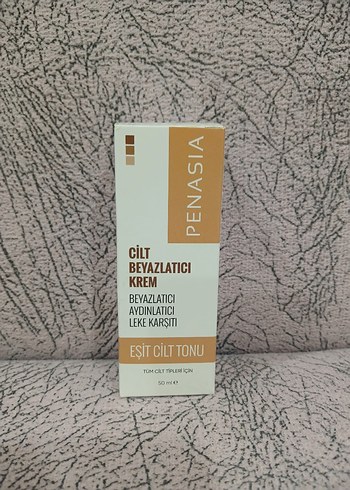 PENASIA
CİLT
BEYAZLATICI
KREM
BEYAZLATICI
AYDINLATICI
LEKE KARŞITI
EŞİT CİLT TONU
TÜM CİLT TİPLERİ İÇİN
50 ml e